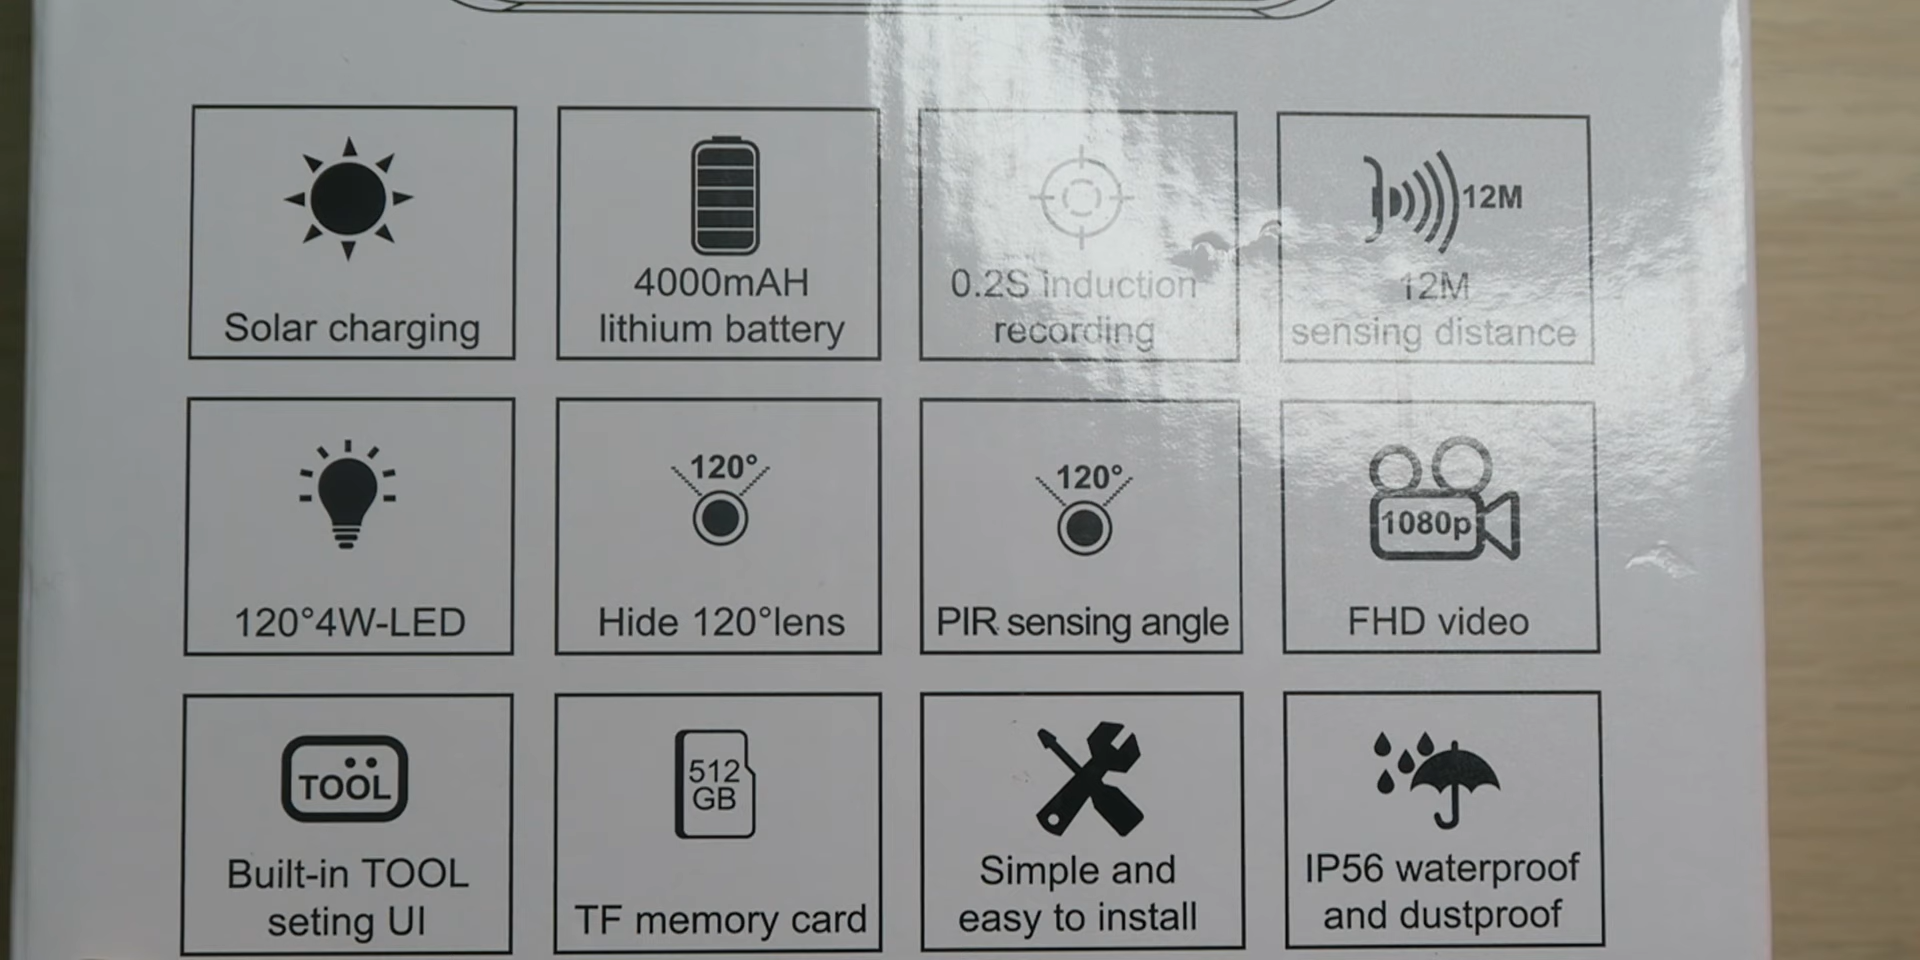 Solar charging
4000mAH
lithium battery
0.2S induction
recording
12M
12M
sensing distance
120°4W-LED
120°
Hide 120°lens
120°
PIR sensing angle
1080p
FHD video
TOOL
Built-in TOOL
seting UI
512
GB
TF memory card
Simple and
easy to install
IP56 waterproof
and dustproof